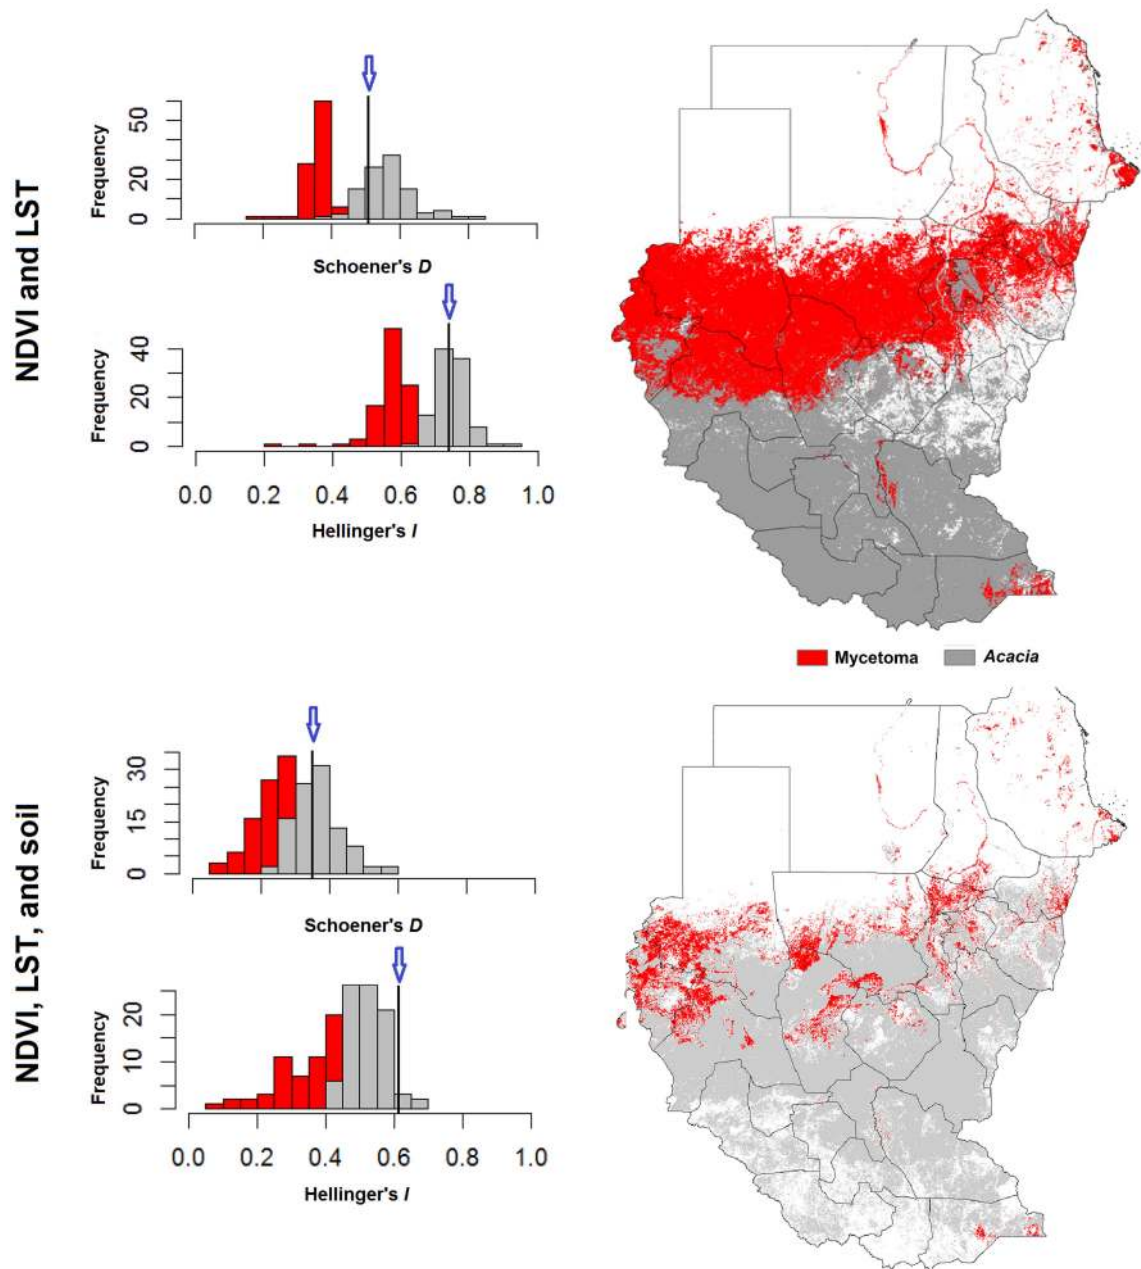 NDVI and LST
Frequency
0 20 50
Schoener's D
Frequency
0 10 20 30 40
0.0 0.2 0.4 0.6 0.8 1.0
Hellinger's I
Mycetoma Acacia
NDVI, LST, and soil
Frequency
0 15 30
Schoener's D
Frequency
0 10 20
0.0 0.2 0.4 0.6 0.8 1.0
Hellinger's I